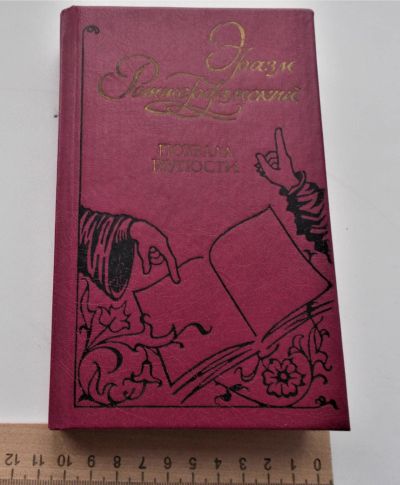 Эразм
Роттердамский
ПОХВАЛА
ГЛУПОСТИ
0 1 2 3 4 5 6 7 8 9 10 11 12